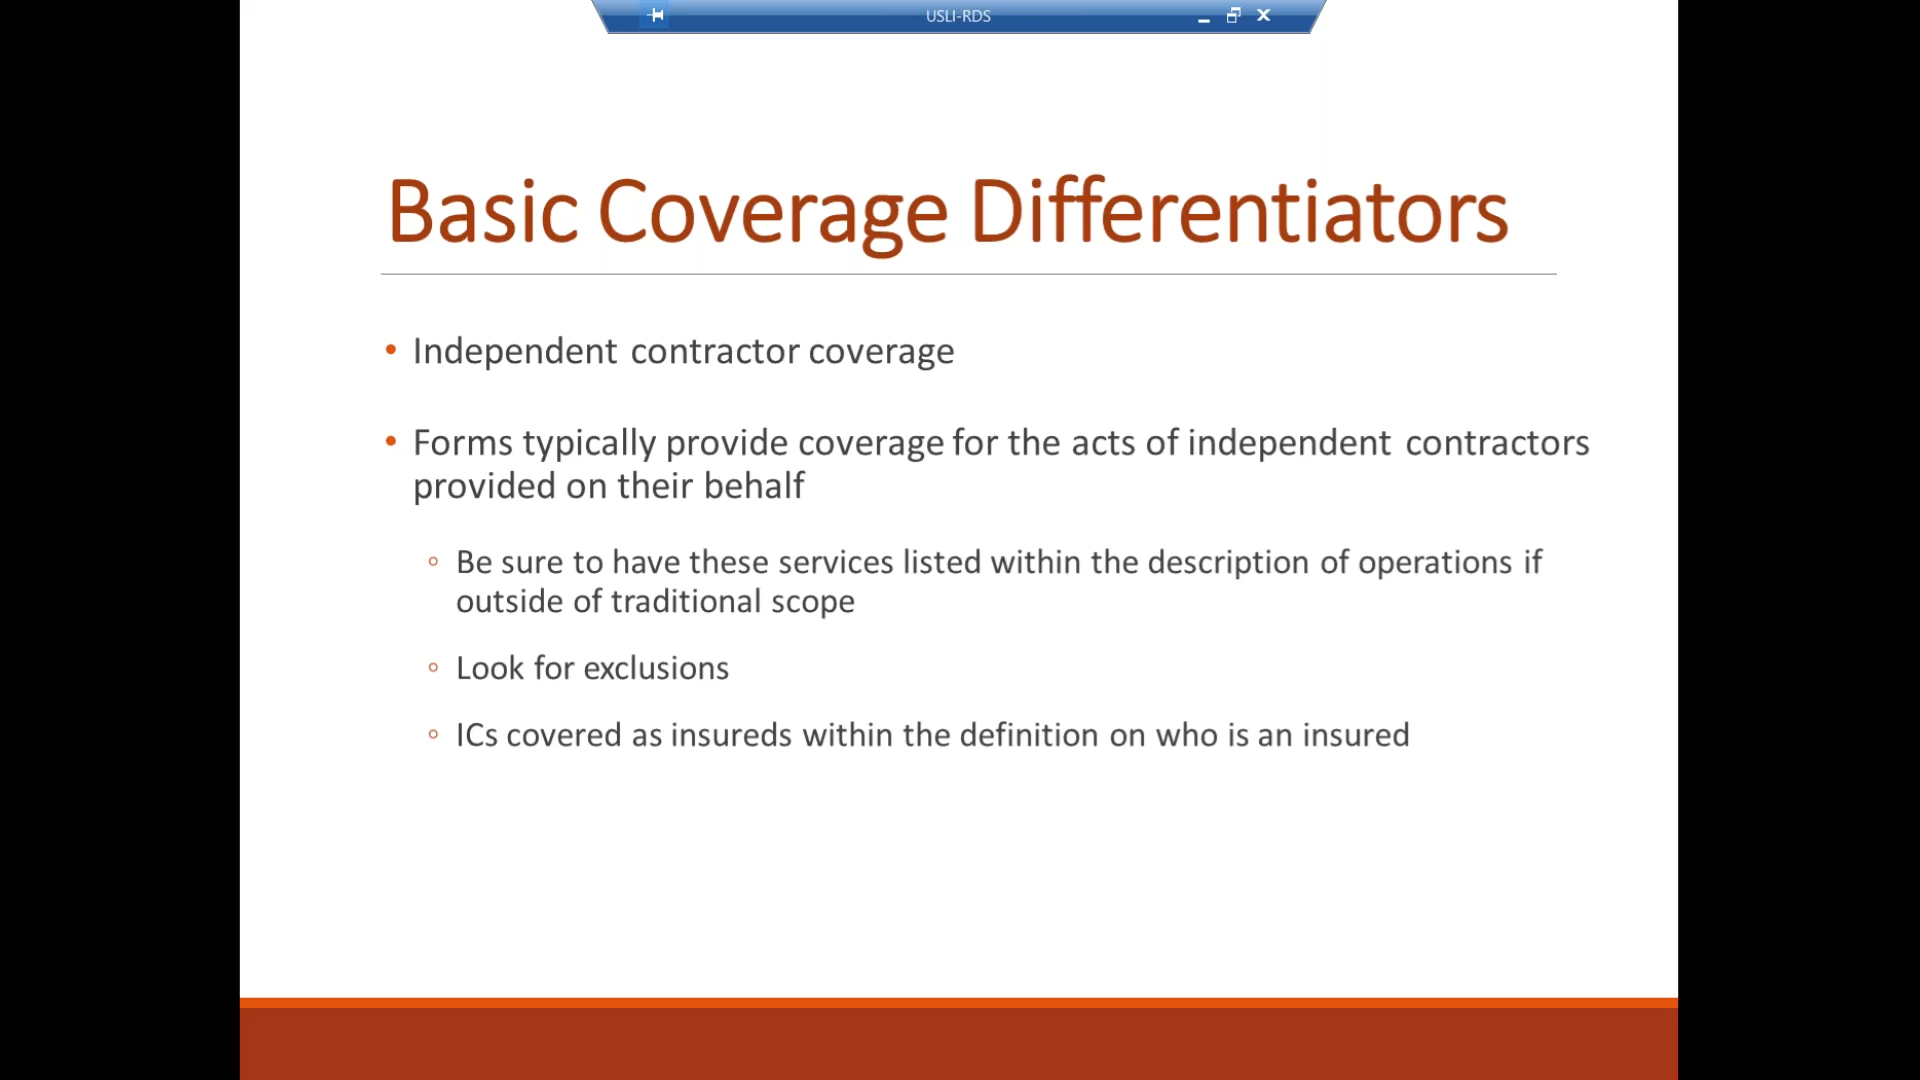 USLI-RDS
Basic Coverage Differentiators
• Independent contractor coverage
• Forms typically provide coverage for the acts of independent contractors
provided on their behalf
◦ Be sure to have these services listed within the description of operations if
outside of traditional scope
◦ Look for exclusions
◦ ICs covered as insureds within the definition on who is an insured